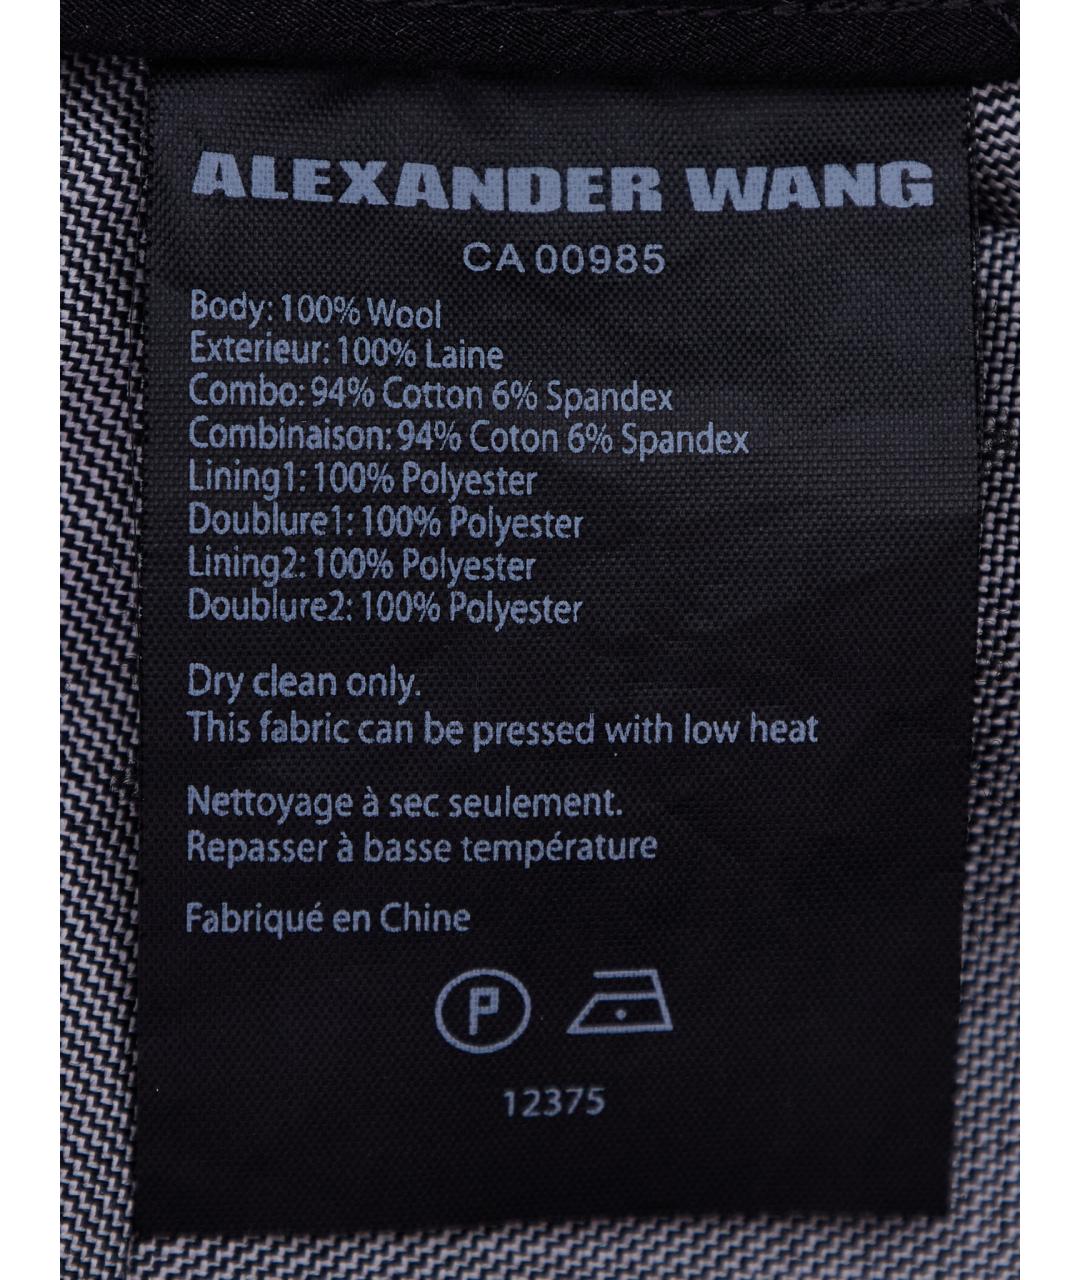 ALEXANDER WANG
CA 00985
Body: 100% Wool
Exterieur: 100% Laine
Combo: 94% Cotton 6% Spandex
Combinaison: 94% Coton 6% Spandex
Lining1: 100% Polyester
Doublure1: 100% Polyester
Lining2: 100% Polyester
Doublure2: 100% Polyester
Dry clean only.
This fabric can be pressed with low heat
Nettoyage à sec seulement.
Repasser à basse température
Fabriqué en Chine
P
12375